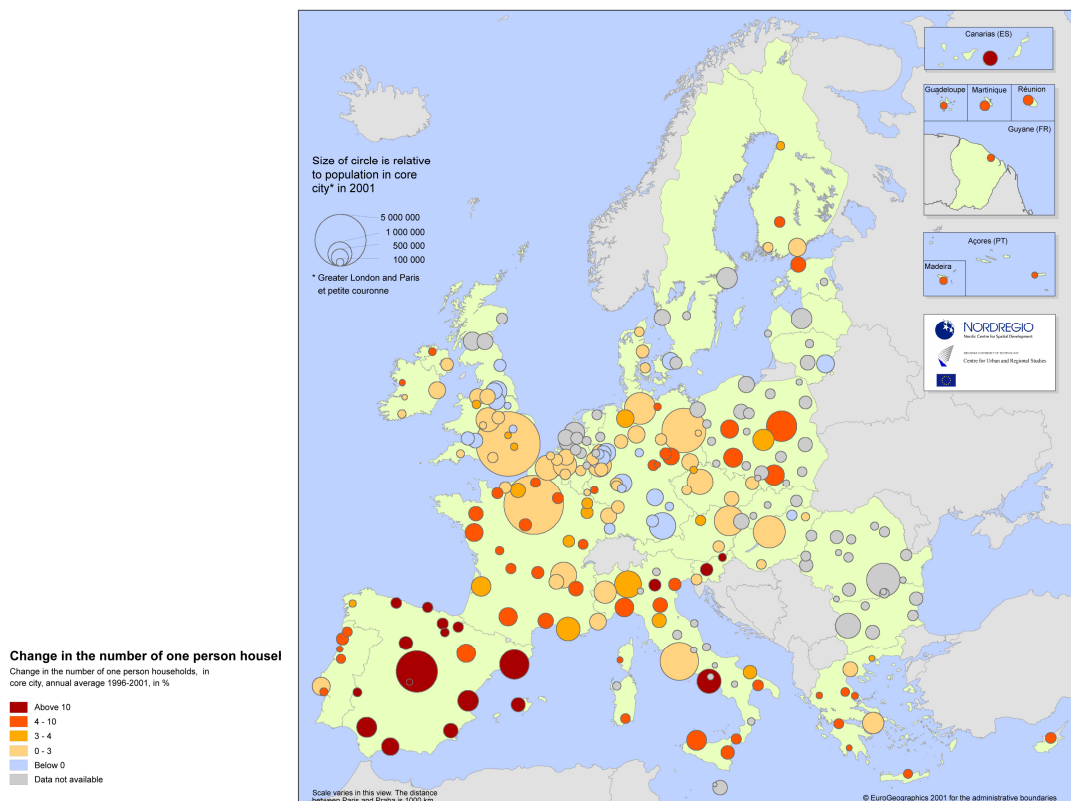 Canarias (ES)
Guadeloupe
Martinique
Réunion
Guyane (FR)
Size of circle is relative
to population in core
city* in 2001
5 000 000
1 000 000
500 000
100 000
* Greater London and Paris
et petite couronne
Açores (PT)
Madeira
NORDREGIO
Nordic Centre for Spatial Development
Centre for Urban and Regional Studies
Change in the number of one person housel
Change in the number of one person households, in
core city, annual average 1996-2001, in %
Above 10
4 - 10
3 - 4
0 - 3
Below 0
Data not available
Scale varies in this view. The distance
between Paris and Praha is 1000 km
© EuroGeographics 2001 for the administrative boundaries